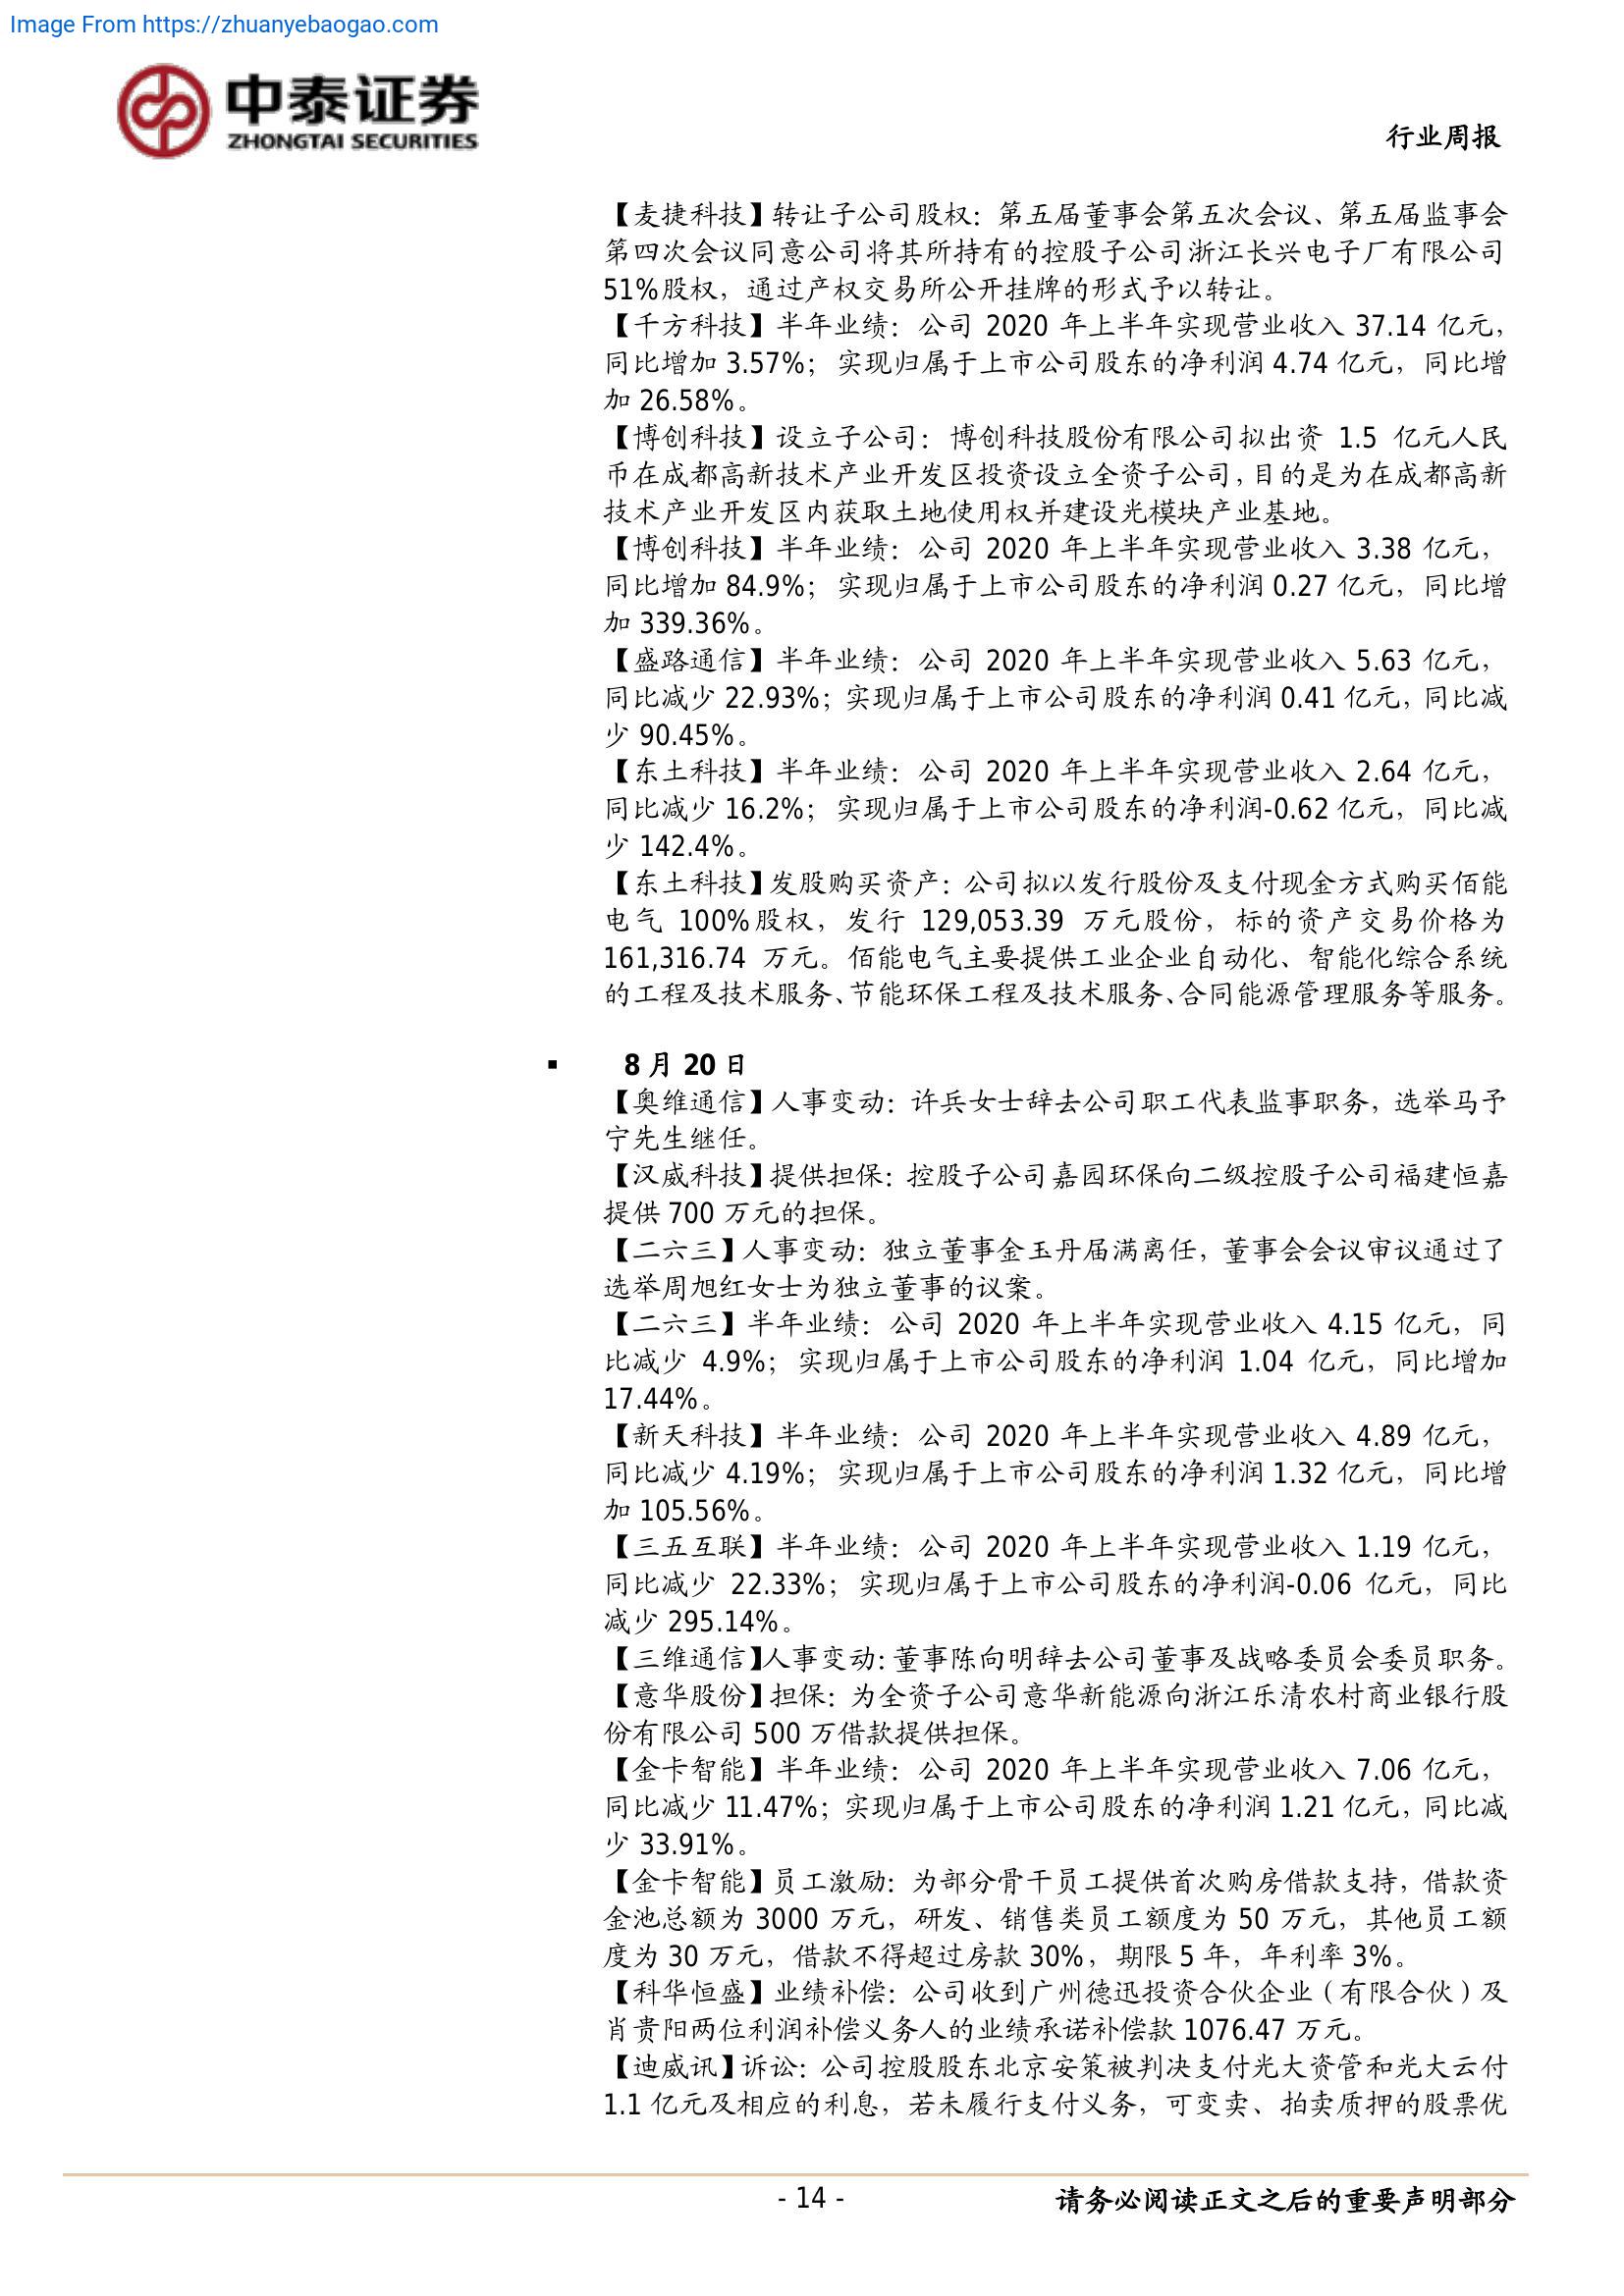 Image From https://zhuanyebaogao.com
中泰证券
ZHONGTAI SECURITIES
行业周报
【麦捷科技】转让子公司股权：第五届董事会第五次会议、第五届监事会
第四次会议同意公司将其所持有的控股子公司浙江长兴电子厂有限公司
51%股权，通过产权交易所公开挂牌的形式予以转让。
【千方科技】半年业绩：公司 2020 年上半年实现营业收入 37.14 亿元，
同比增加 3.57%；实现归属于上市公司股东的净利润 4.74 亿元，同比增
加 26.58%。
【博创科技】设立子公司：博创科技股份有限公司拟出资 1.5 亿元人民
币在成都高新技术产业开发区投资设立全资子公司，目的是为在成都高新
技术产业开发区内获取土地使用权并建设光模块产业基地。
【博创科技】半年业绩：公司 2020 年上半年实现营业收入 3.38 亿元，
同比增加 84.9%；实现归属于上市公司股东的净利润 0.27 亿元，同比增
加 339.36%。
【盛路通信】半年业绩：公司 2020 年上半年实现营业收入 5.63 亿元，
同比减少 22.93%；实现归属于上市公司股东的净利润 0.41 亿元，同比减
少 90.45%。
【东土科技】半年业绩：公司 2020 年上半年实现营业收入 2.64 亿元，
同比减少 16.2%；实现归属于上市公司股东的净利润-0.62 亿元，同比减
少 142.4%。
【东土科技】发股购买资产：公司拟以发行股份及支付现金方式购买佰能
电气 100%股权，发行 129,053.39 万元股份，标的资产交易价格为
161,316.74 万元。佰能电气主要提供工业企业自动化、智能化综合系统
的工程及技术服务、节能环保工程及技术服务、合同能源管理服务等服务。
▪ 8 月 20 日
【奥维通信】人事变动：许兵女士辞去公司职工代表监事职务，选举马予
宁先生继任。
【汉威科技】提供担保：控股子公司嘉园环保向二级控股子公司福建恒嘉
提供 700 万元的担保。
【二六三】人事变动：独立董事金玉丹届满离任，董事会会议审议通过了
选举周旭红女士为独立董事的议案。
【二六三】半年业绩：公司 2020 年上半年实现营业收入 4.15 亿元，同
比减少 4.9%；实现归属于上市公司股东的净利润 1.04 亿元，同比增加
17.44%。
【新天科技】半年业绩：公司 2020 年上半年实现营业收入 4.89 亿元，
同比减少 4.19%；实现归属于上市公司股东的净利润 1.32 亿元，同比增
加 105.56%。
【三五互联】半年业绩：公司 2020 年上半年实现营业收入 1.19 亿元，
同比减少 22.33%；实现归属于上市公司股东的净利润-0.06 亿元，同比
减少 295.14%。
【三维通信】人事变动：董事陈向明辞去公司董事及战略委员会委员职务。
【意华股份】担保：为全资子公司意华新能源向浙江乐清农村商业银行股
份有限公司 500 万借款提供担保。
【金卡智能】半年业绩：公司 2020 年上半年实现营业收入 7.06 亿元，
同比减少 11.47%；实现归属于上市公司股东的净利润 1.21 亿元，同比减
少 33.91%。
【金卡智能】员工激励：为部分骨干员工提供首次购房借款支持，借款资
金池总额为 3000 万元，研发、销售类员工额度为 50 万元，其他员工额
度为 30 万元，借款不得超过房款 30%，期限 5 年，年利率 3%。
【科华恒盛】业绩补偿：公司收到广州德迅投资合伙企业（有限合伙）及
肖贵阳两位利润补偿义务人的业绩承诺补偿款 1076.47 万元。
【迪威讯】诉讼：公司控股股东北京安策被判决支付光大资管和光大云付
1.1 亿元及相应的利息，若未履行支付义务，可变卖、拍卖质押的股票优
- 14 -
请务必阅读正文之后的重要声明部分